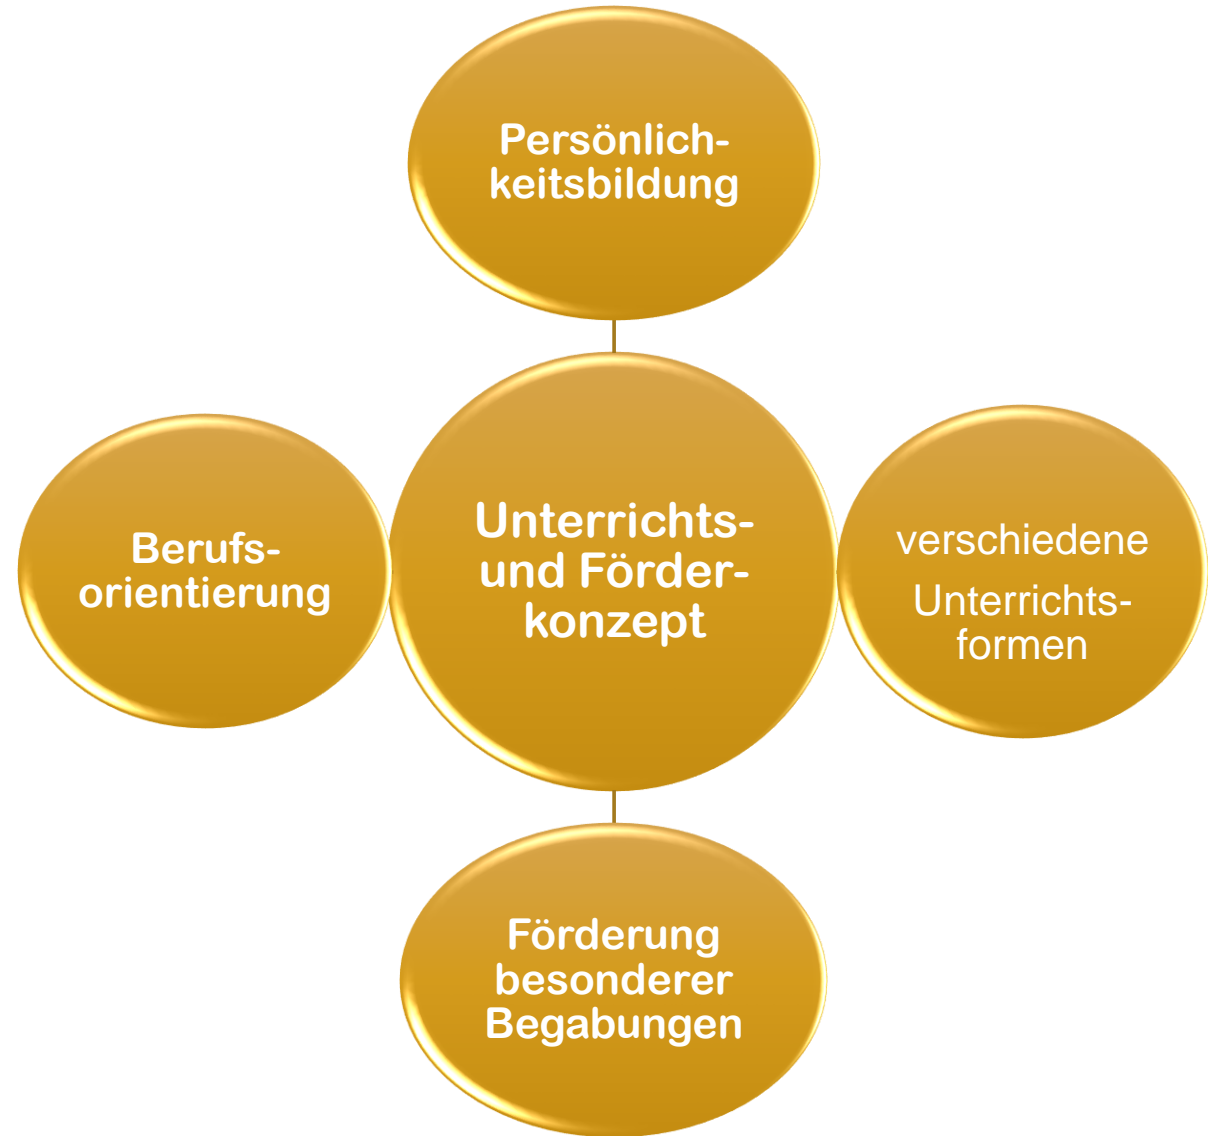 Persönlich-
keitsbildung
Berufs-
orientierung
Unterrichts-
und Förder-
konzept
verschiedene
Unterrichts-
formen
Förderung
besonderer
Begabungen